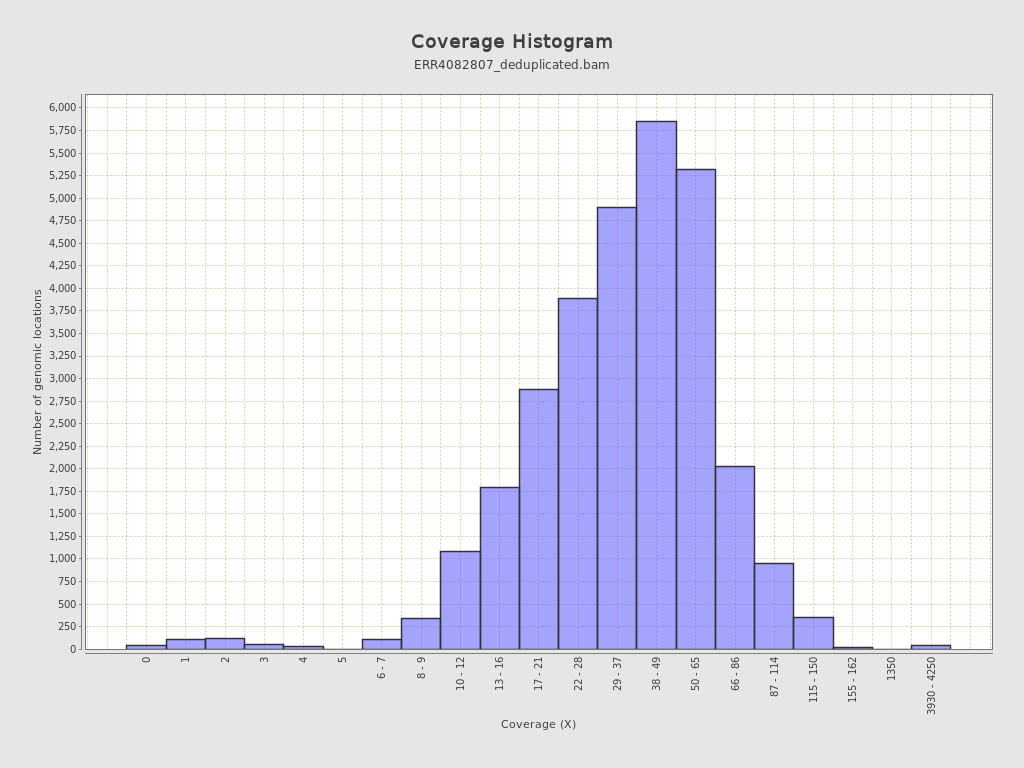 Coverage Histogram
ERR4082807_deduplicated.bam
Number of genomic locations
6,000
5,750
5,500
5,250
5,000
4,750
4,500
4,250
4,000
3,750
3,500
3,250
3,000
2,750
2,500
2,250
2,000
1,750
1,500
1,250
1,000
750
500
250
0
0
1
2
3
4
5
6 - 7
8 - 9
10 - 12
13 - 16
17 - 21
22 - 28
29 - 37
38 - 49
50 - 65
66 - 86
87 - 114
115 - 150
155 - 162
1350
3930 - 4250
Coverage (X)